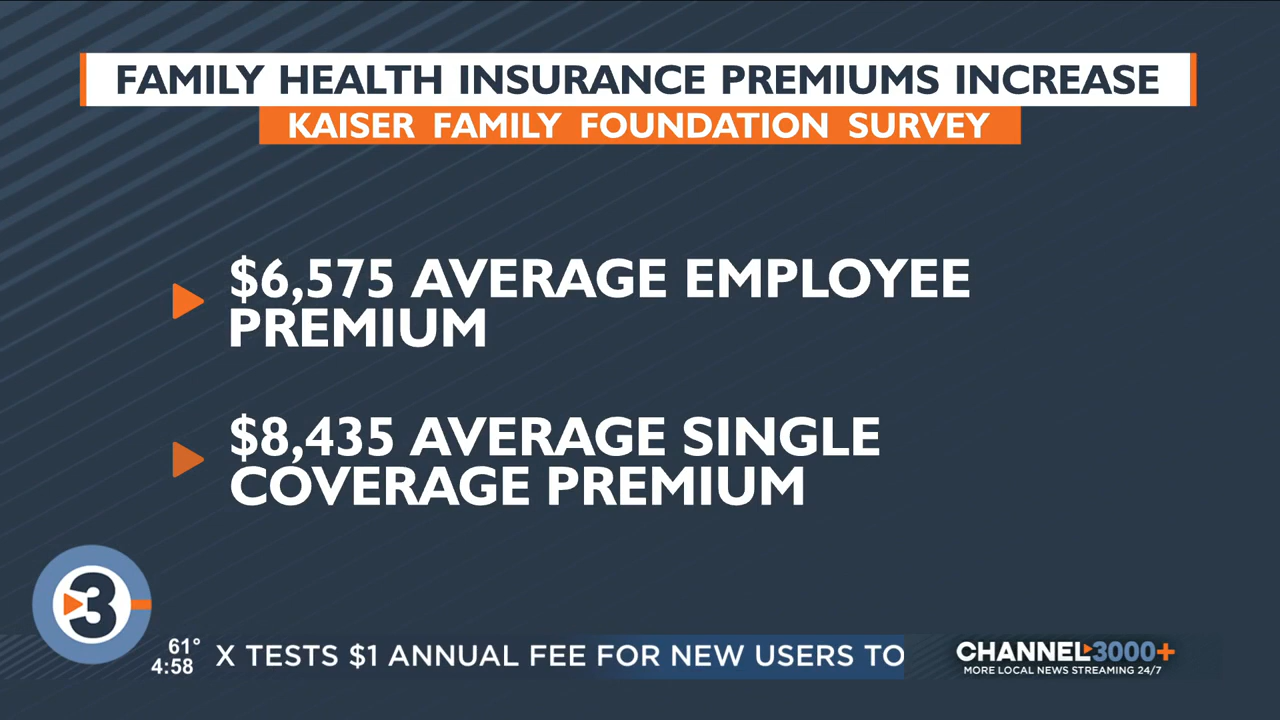 FAMILY HEALTH INSURANCE PREMIUMS INCREASE
KAISER FAMILY FOUNDATION SURVEY
$6,575 AVERAGE EMPLOYEE
PREMIUM
$8,435 AVERAGE SINGLE
COVERAGE PREMIUM
3
61°
4:58
X TESTS $1 ANNUAL FEE FOR NEW USERS TO
CHANNEL3000+
MORE LOCAL NEWS STREAMING 24/7